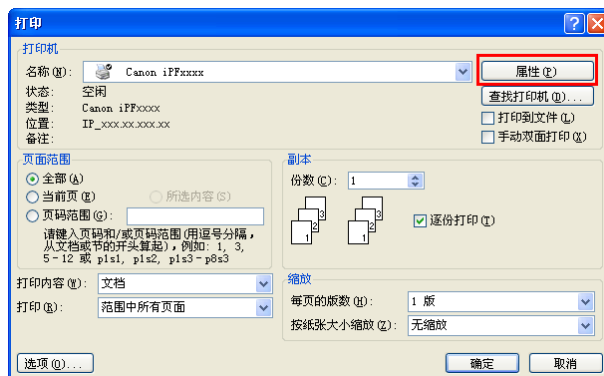 打印
打印机
名称(N): Canon iPFxxxx 属性(P)
状态: 空闲 查找打印机(D)...
类型: Canon iPFxxxx 打印到文件(L)
位置: IP_xxx.xx.xxx.xx 手动双面打印(X)
备注:
页面范围
全部(A)
当前页(E) 所选内容(S)
页码范围(G):
请键入页码和/或页码范围(用逗号分隔,
从文档或节的开头算起),例如: 1, 3,
5-12 或 p1s1, p1s2, p1s3-p8s3
副本
份数(C): 1
1 2 3 1 2 3 逐份打印(T)
打印内容(W): 文档
打印(R): 范围中所有页面
缩放
每页的版数(H): 1 版
按纸张大小缩放(Z): 无缩放
选项(O)... 确定 取消